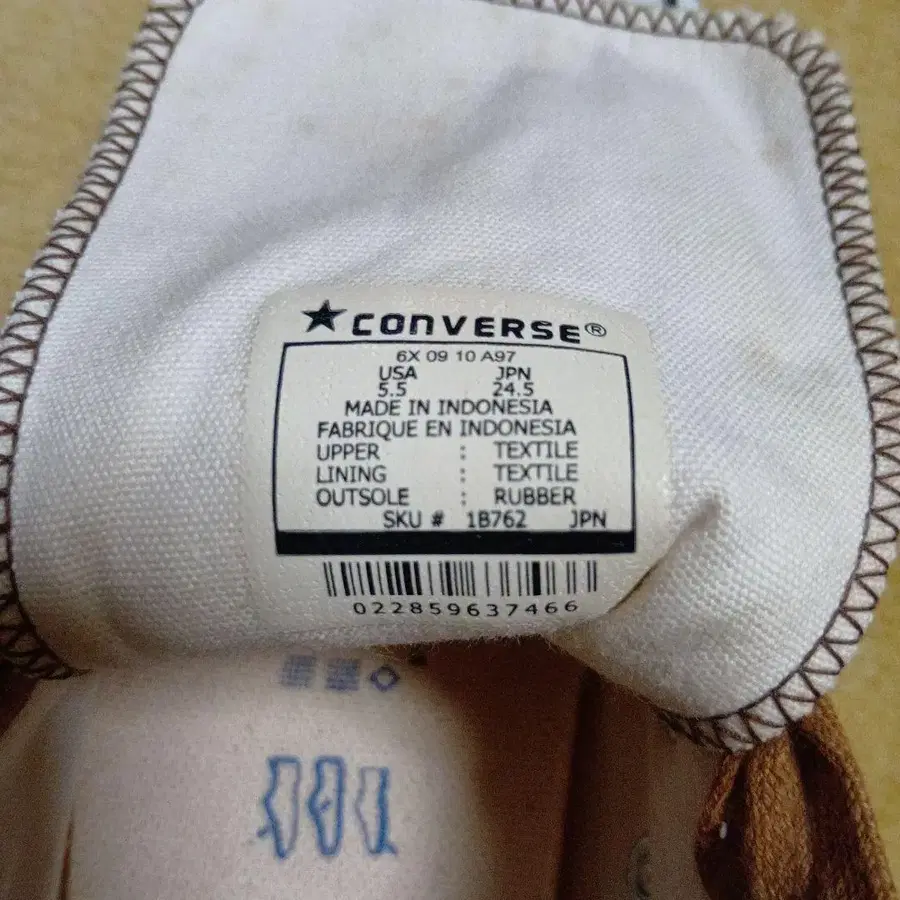 ★CONVERSE®
6X 09 10 A97
USA JPN
5.5 24.5
MADE IN INDONESIA
FABRIQUE EN INDONESIA
UPPER : TEXTILE
LINING : TEXTILE
OUTSOLE : RUBBER
SKU # 1B762 JPN
022859637466